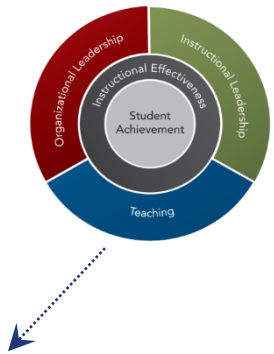 Organizational Leadership
Instructional Leadership
Instructional Effectiveness
Student
Achievement
Teaching